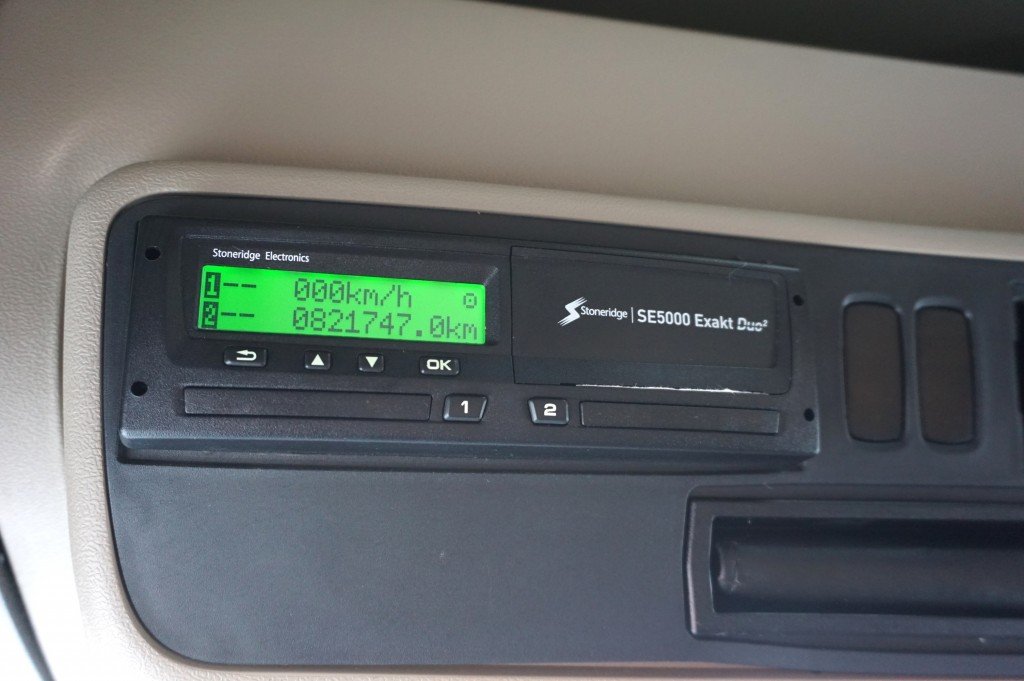 Stoneridge Electronics
1-- 000km/h
2-- 0821747.0km
Stoneridge | SE5000 Exakt Duo²
OK
1
2